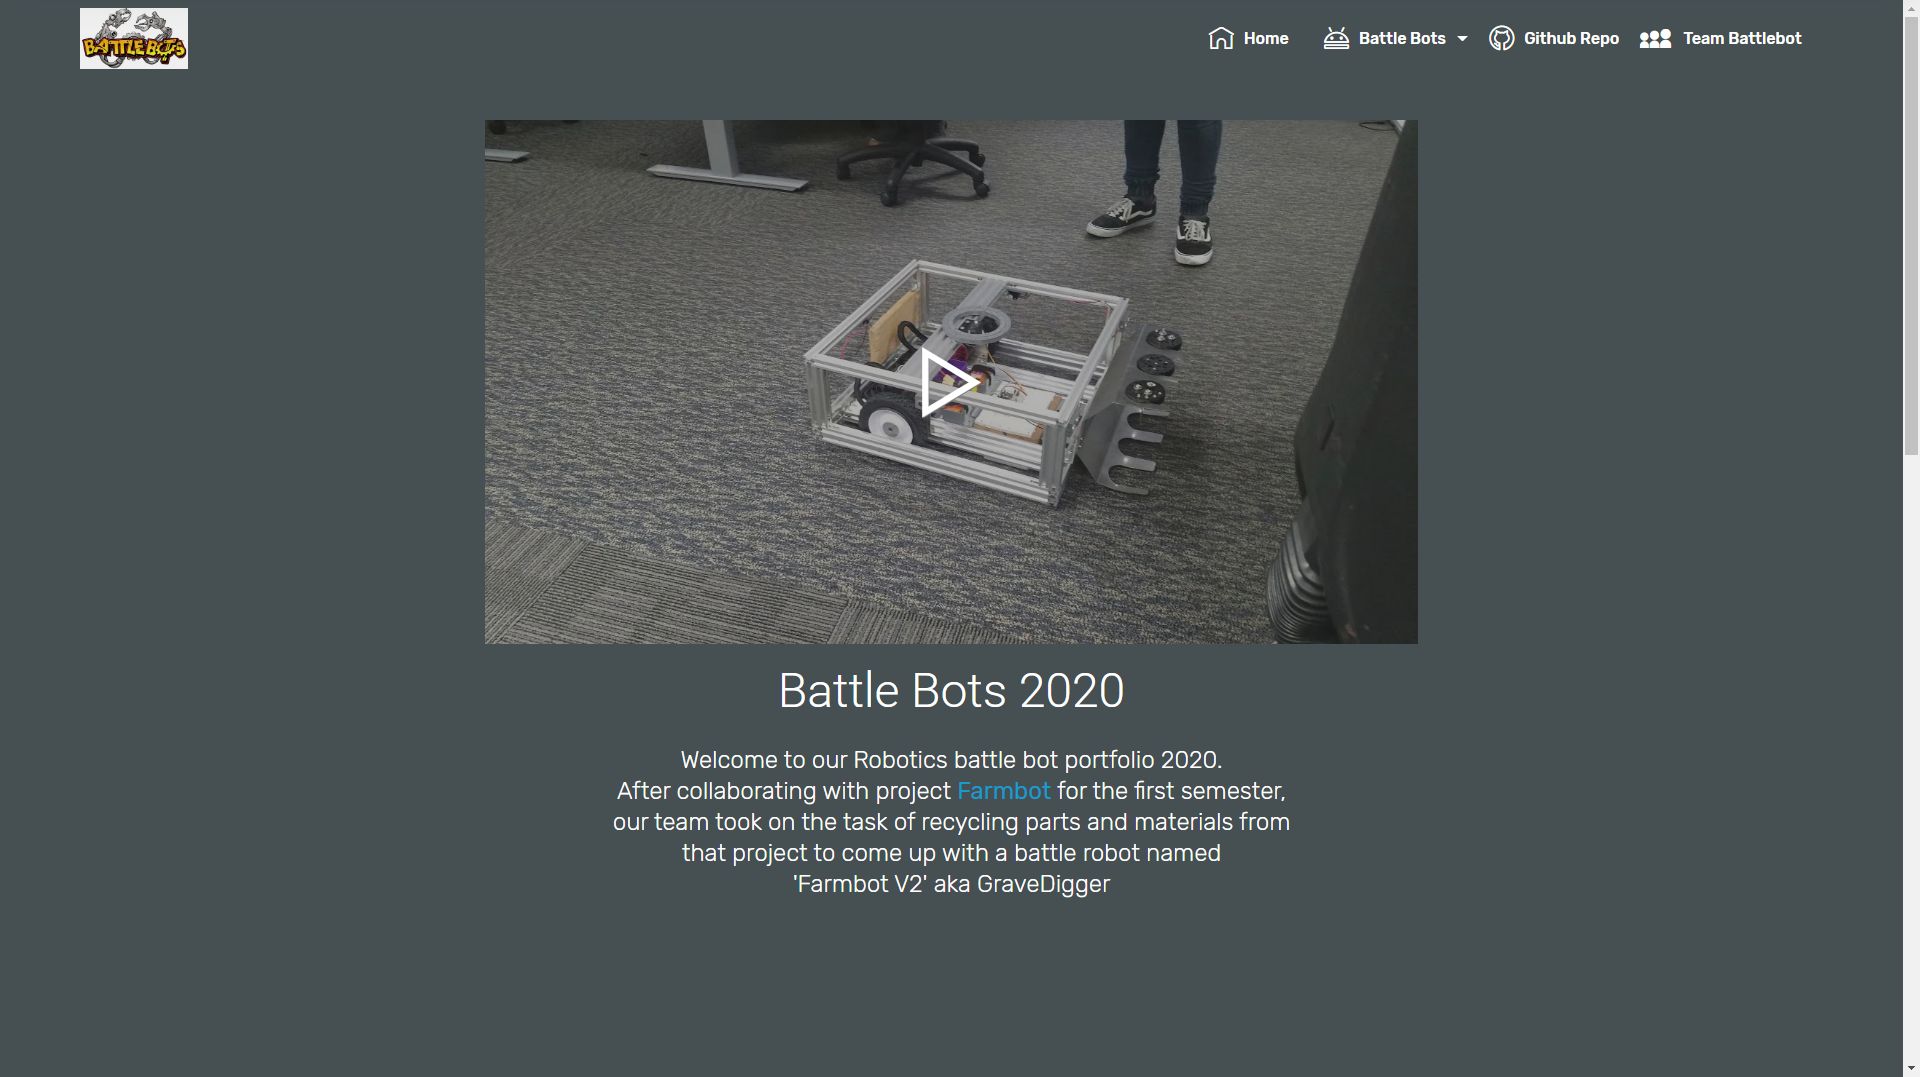 BATTLEBOTS
Home
Battle Bots
Github Repo
Team Battlebot
Battle Bots 2020
Welcome to our Robotics battle bot portfolio 2020.
After collaborating with project Farmbot for the first semester,
our team took on the task of recycling parts and materials from
that project to come up with a battle robot named
'Farmbot V2' aka GraveDigger